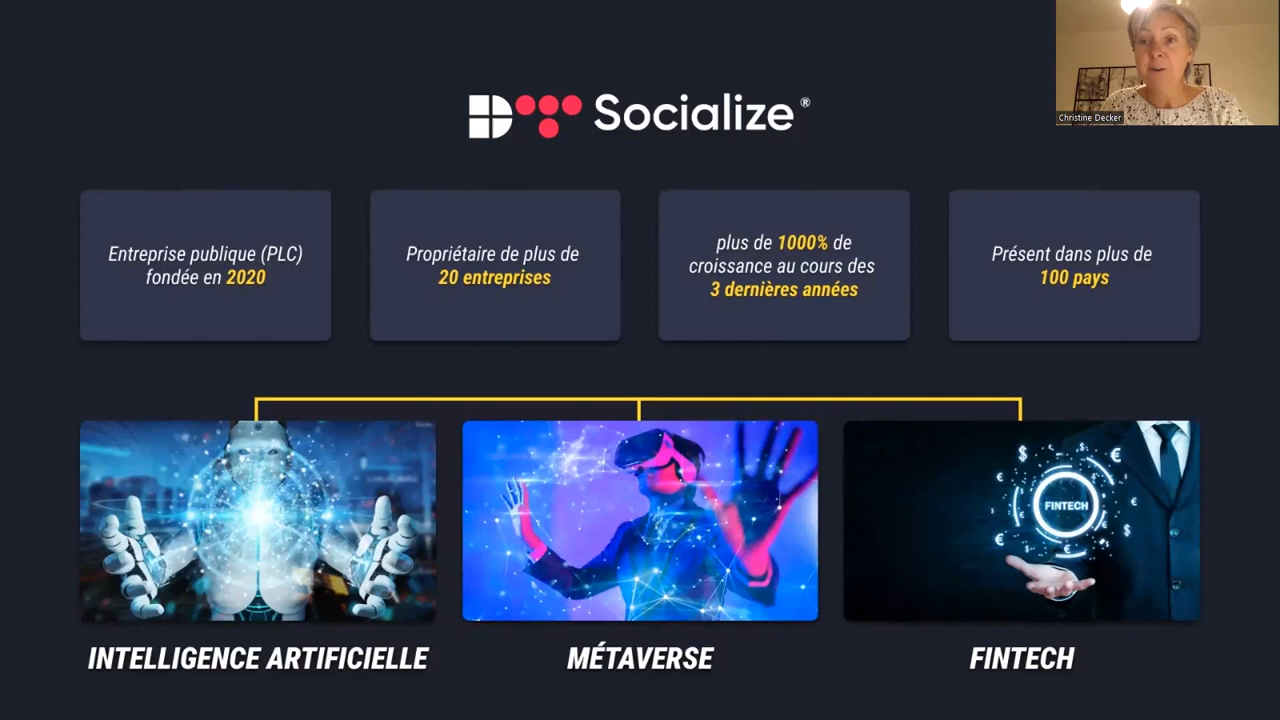 Socialize®
Christine Decker
Entreprise publique (PLC)
fondée en 2020
Propriétaire de plus de
20 entreprises
plus de 1000% de
croissance au cours des
3 dernières années
Présent dans plus de
100 pays
FINTECH
INTELLIGENCE ARTIFICIELLE
MÉTAVERSE
FINTECH